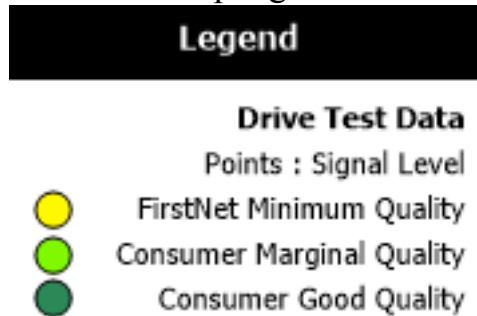 Legend
Drive Test Data
Points : Signal Level
FirstNet Minimum Quality
Consumer Marginal Quality
Consumer Good Quality